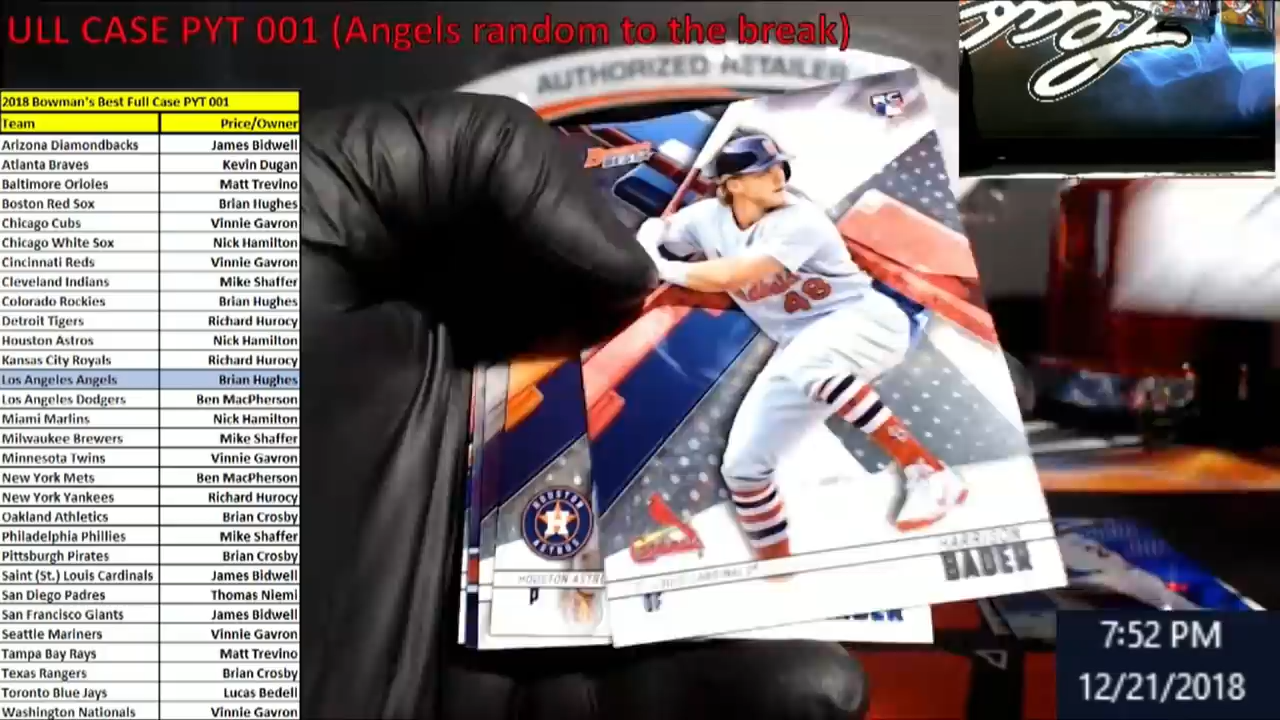 ULL CASE PYT 001 (Angels random to the break)
AUTHORIZED RETAILER
2018 Bowman's Best Full Case PYT 001
Team Price/Owner
Arizona Diamondbacks James Bidwell
Atlanta Braves Kevin Dugan
Baltimore Orioles Matt Trevino
Boston Red Sox Brian Hughes
Chicago Cubs Vinnie Gavron
Chicago White Sox Nick Hamilton
Cincinnati Reds Vinnie Gavron
Cleveland Indians Mike Shaffer
Colorado Rockies Brian Hughes
Detroit Tigers Richard Hurocy
Houston Astros Nick Hamilton
Kansas City Royals Richard Hurocy
Los Angeles Angels Brian Hughes
Los Angeles Dodgers Ben MacPherson
Miami Marlins Nick Hamilton
Milwaukee Brewers Mike Shaffer
Minnesota Twins Vinnie Gavron
New York Mets Ben MacPherson
New York Yankees Richard Hurocy
Oakland Athletics Brian Crosby
Philadelphia Phillies Mike Shaffer
Pittsburgh Pirates Brian Crosby
Saint (St.) Louis Cardinals James Bidwell
San Diego Padres Thomas Niemi
San Francisco Giants James Bidwell
Seattle Mariners Vinnie Gavron
Tampa Bay Rays Matt Trevino
Texas Rangers Brian Crosby
Toronto Blue Jays Lucas Bedell
Washington Nationals Vinnie Gavron
RC
48
HOUSTON
ASTROS
HOUSTON ASTR
P
HARRISON
BADER
OF
7:52 PM
12/21/2018